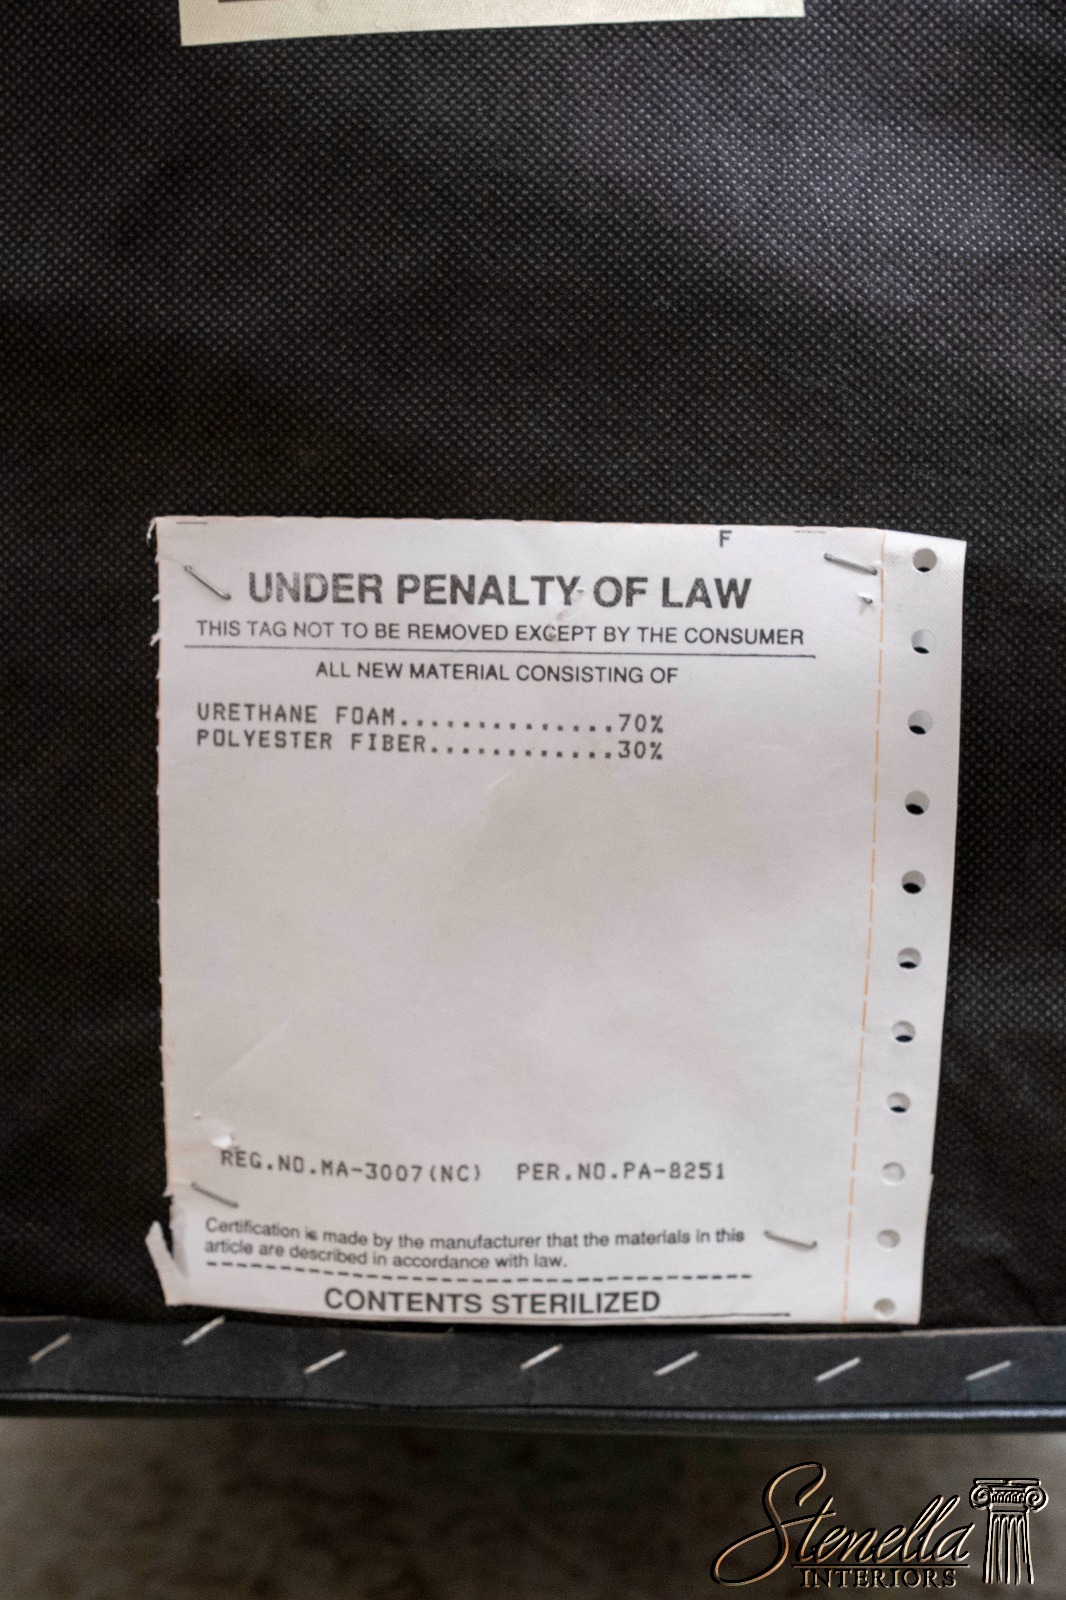 F
UNDER PENALTY OF LAW
THIS TAG NOT TO BE REMOVED EXCEPT BY THE CONSUMER
ALL NEW MATERIAL CONSISTING OF
URETHANE FOAM..............70%
POLYESTER FIBER............30%
REG.NO.MA-3007(NC) PER.NO.PA-8251
Certification is made by the manufacturer that the materials in this
article are described in accordance with law.
CONTENTS STERILIZED
Stenella
INTERIORS